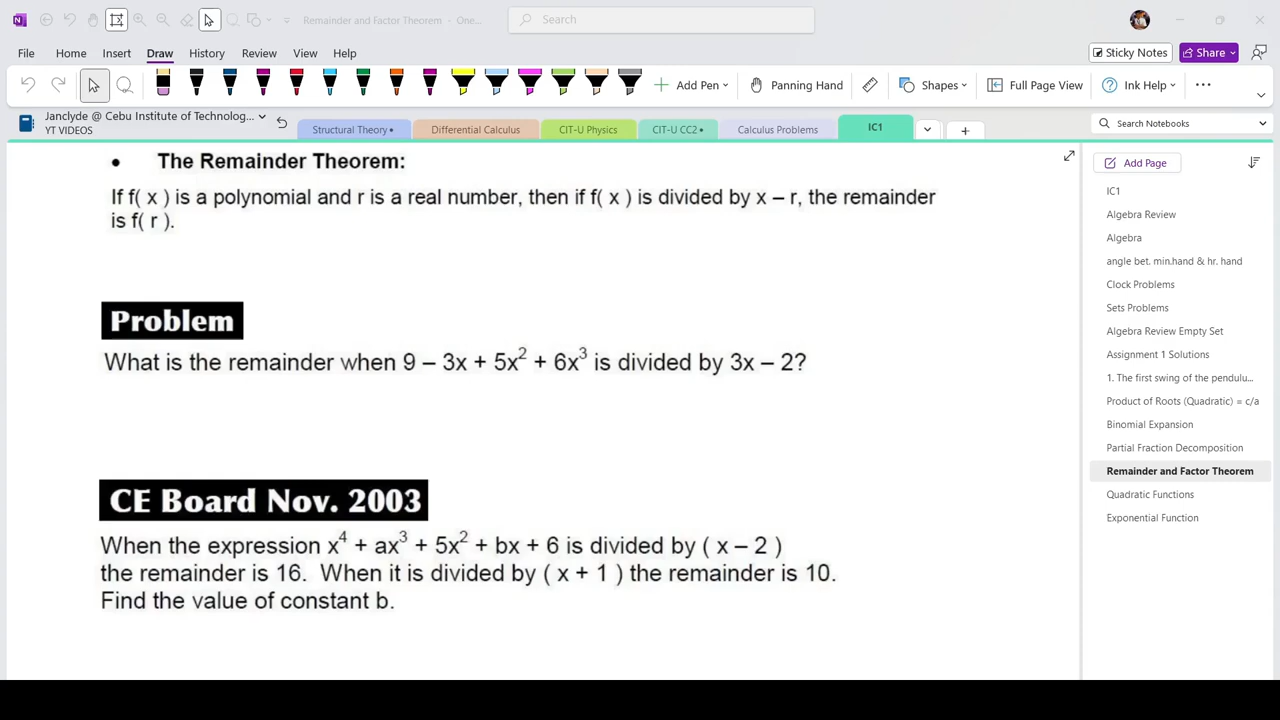 Remainder and Factor Theorem - One...
Search
File Home Insert Draw History Review View Help
Sticky Notes
Share
Add Pen
Panning Hand
Shapes
Full Page View
Ink Help
Janclyde @ Cebu Institute of Technolog...
YT VIDEOS
Structural Theory
Differential Calculus
CIT-U Physics
CIT-U CC2
Calculus Problems
IC1
Search Notebooks
• The Remainder Theorem:
If f( x ) is a polynomial and r is a real number, then if f( x ) is divided by x – r, the remainder
is f( r ).
Problem
What is the remainder when 9 – 3x + 5x² + 6x³ is divided by 3x – 2?
CE Board Nov. 2003
When the expression x⁴ + ax³ + 5x² + bx + 6 is divided by ( x – 2 )
the remainder is 16. When it is divided by ( x + 1 ) the remainder is 10.
Find the value of constant b.
Add Page
IC1
Algebra Review
Algebra
angle bet. min.hand & hr. hand
Clock Problems
Sets Problems
Algebra Review Empty Set
Assignment 1 Solutions
1. The first swing of the pendulu...
Product of Roots (Quadratic) = c/a
Binomial Expansion
Partial Fraction Decomposition
Remainder and Factor Theorem
Quadratic Functions
Exponential Function